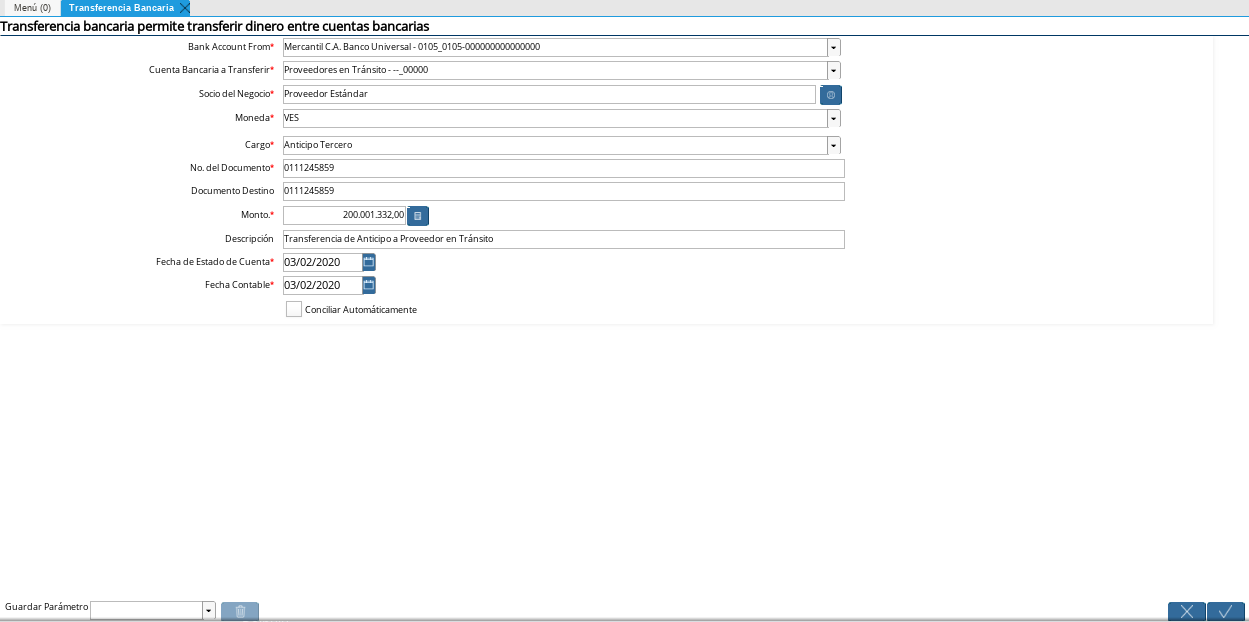 Menú (0) Transferencia Bancaria
Transferencia bancaria permite transferir dinero entre cuentas bancarias
Bank Account From* Mercantil C.A. Banco Universal - 0105_0105-000000000000000
Cuenta Bancaria a Transferir* Proveedores en Tránsito - --_00000
Socio del Negocio* Proveedor Estándar
Moneda* VES
Cargo* Anticipo Tercero
No. del Documento* 0111245859
Documento Destino 0111245859
Monto.* 200.001.332,00
Descripción Transferencia de Anticipo a Proveedor en Tránsito
Fecha de Estado de Cuenta* 03/02/2020
Fecha Contable* 03/02/2020
Conciliar Automáticamente
Guardar Parámetro